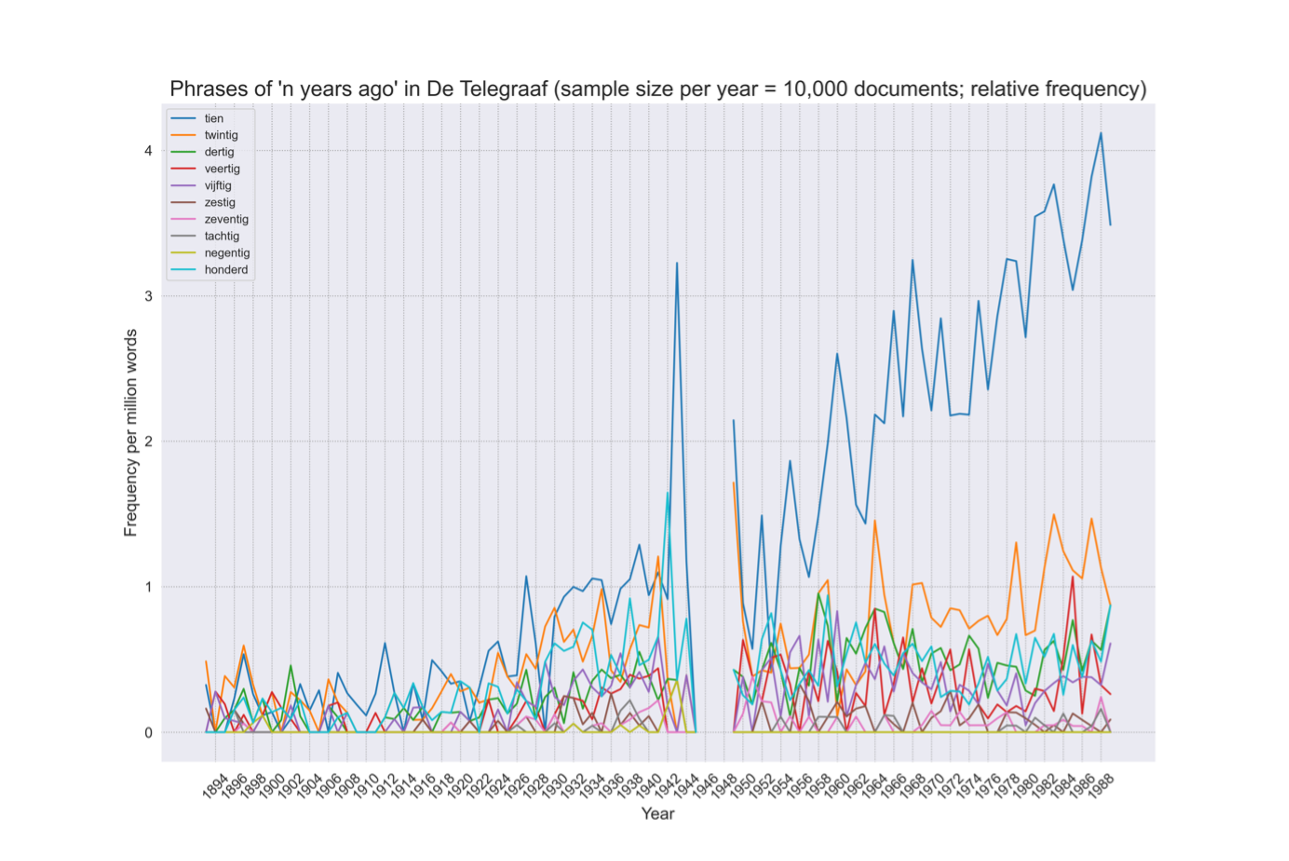 Phrases of 'n years ago' in De Telegraaf (sample size per year = 10,000 documents; relative frequency)
tien
twintig
dertig
veertig
vijftig
zestig
zeventig
tachtig
negentig
honderd
4
3
2
1
0
Frequency per million words
1894 1896 1898 1900 1902 1904 1906 1908 1910 1912 1914 1916 1918 1920 1922 1924 1926 1928 1930 1932 1934 1936 1938 1940 1942 1944 1946 1948 1950 1952 1954 1956 1958 1960 1962 1964 1966 1968 1970 1972 1974 1976 1978 1980 1982 1984 1986 1988
Year